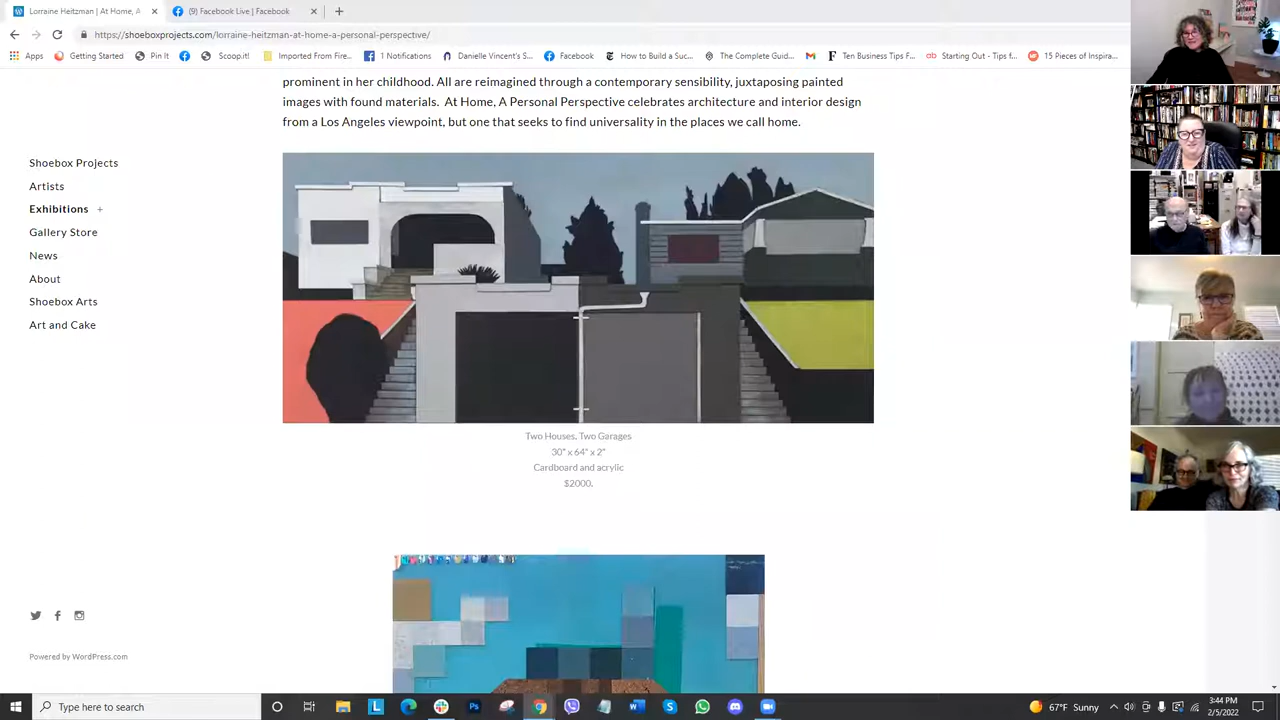 Lorraine Heitzman | At Home, A
(9) Facebook Live | Facebook
https://shoeboxprojects.com/lorraine-heitzman-at-home-a-personal-perspective/
Apps
Getting Started
Pin It
Scoopit!
Imported From Fire...
1 Notifications
Danielle Vincent's S...
Facebook
How to Build a Suc...
The Complete Guid...
Ten Business Tips F...
Starting Out - Tips f...
15 Pieces of Inspira...
prominent in her childhood. All are reimagined through a contemporary sensibility, juxtaposing painted
images with found materials. At Home, A Personal Perspective celebrates architecture and interior design
from a Los Angeles viewpoint, but one that seeks to find universality in the places we call home.
Shoebox Projects
Artists
Exhibitions +
Gallery Store
News
About
Shoebox Arts
Art and Cake
Two Houses, Two Garages
30" x 64" x 2"
Cardboard and acrylic
$2000.
Powered by WordPress.com
Type here to search
67°F Sunny
3:44 PM
2/5/2022